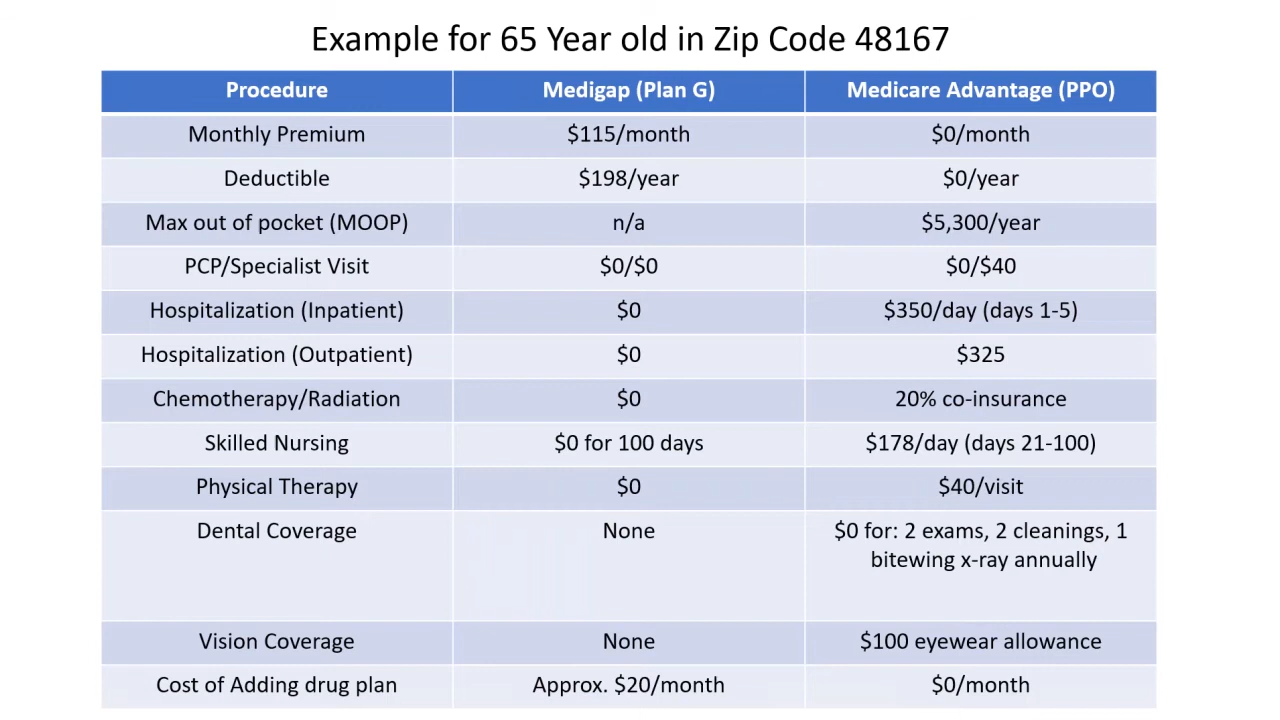 Example for 65 Year old in Zip Code 48167
Procedure Medigap (Plan G) Medicare Advantage (PPO)
Monthly Premium $115/month $0/month
Deductible $198/year $0/year
Max out of pocket (MOOP) n/a $5,300/year
PCP/Specialist Visit $0/$0 $0/$40
Hospitalization (Inpatient) $0 $350/day (days 1-5)
Hospitalization (Outpatient) $0 $325
Chemotherapy/Radiation $0 20% co-insurance
Skilled Nursing $0 for 100 days $178/day (days 21-100)
Physical Therapy $0 $40/visit
Dental Coverage None $0 for: 2 exams, 2 cleanings, 1
bitewing x-ray annually
Vision Coverage None $100 eyewear allowance
Cost of Adding drug plan Approx. $20/month $0/month